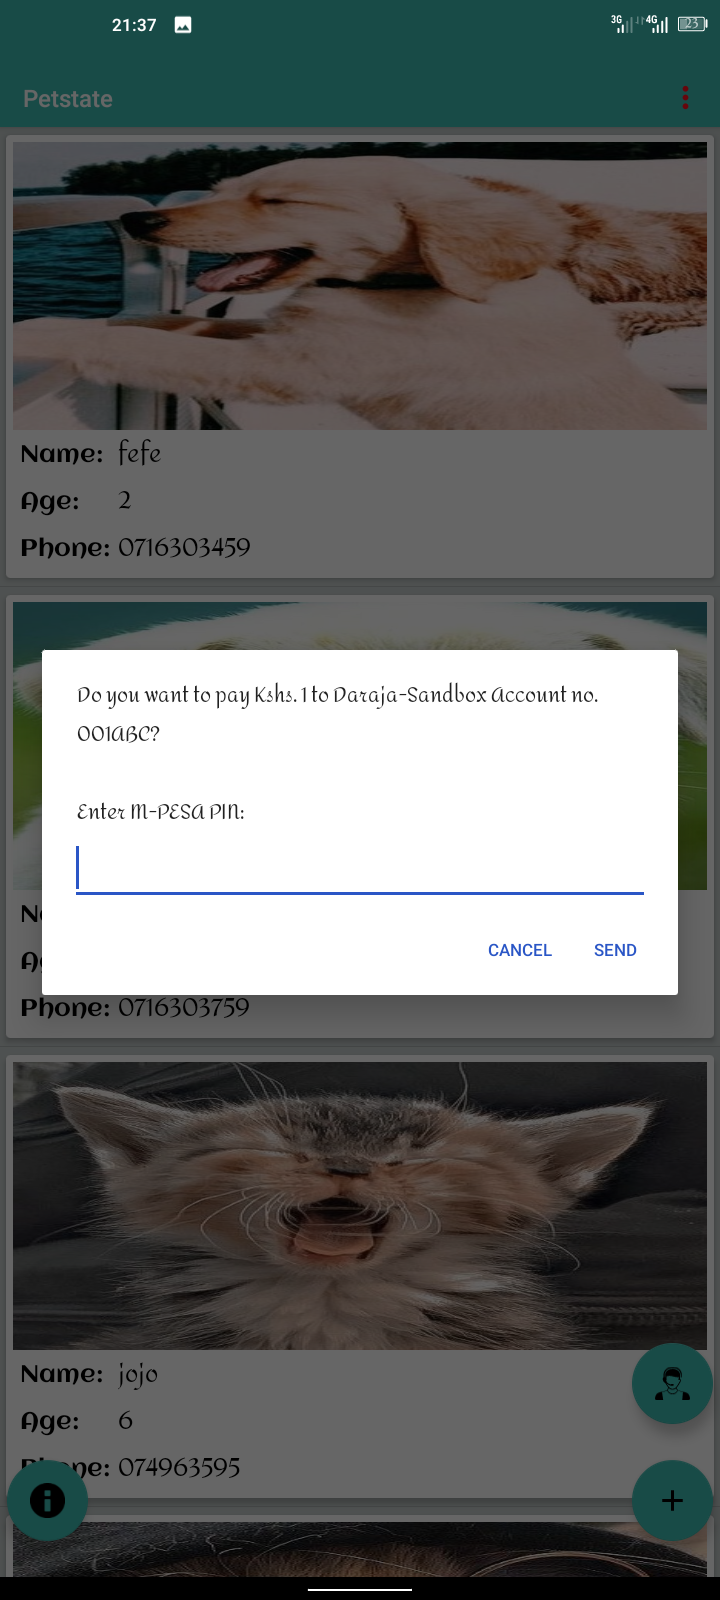 21:37
3G 4G 23
Petstate
Name: fefe
Age: 2
Phone: 0716303459
Do you want to pay Kshs. 1 to Daraja-Sandbox Account no.
001ABC?
Enter M-PESA PIN:
CANCEL SEND
Phone: 0716303759
Name: jojo
Age: 6
Phone: 074963595